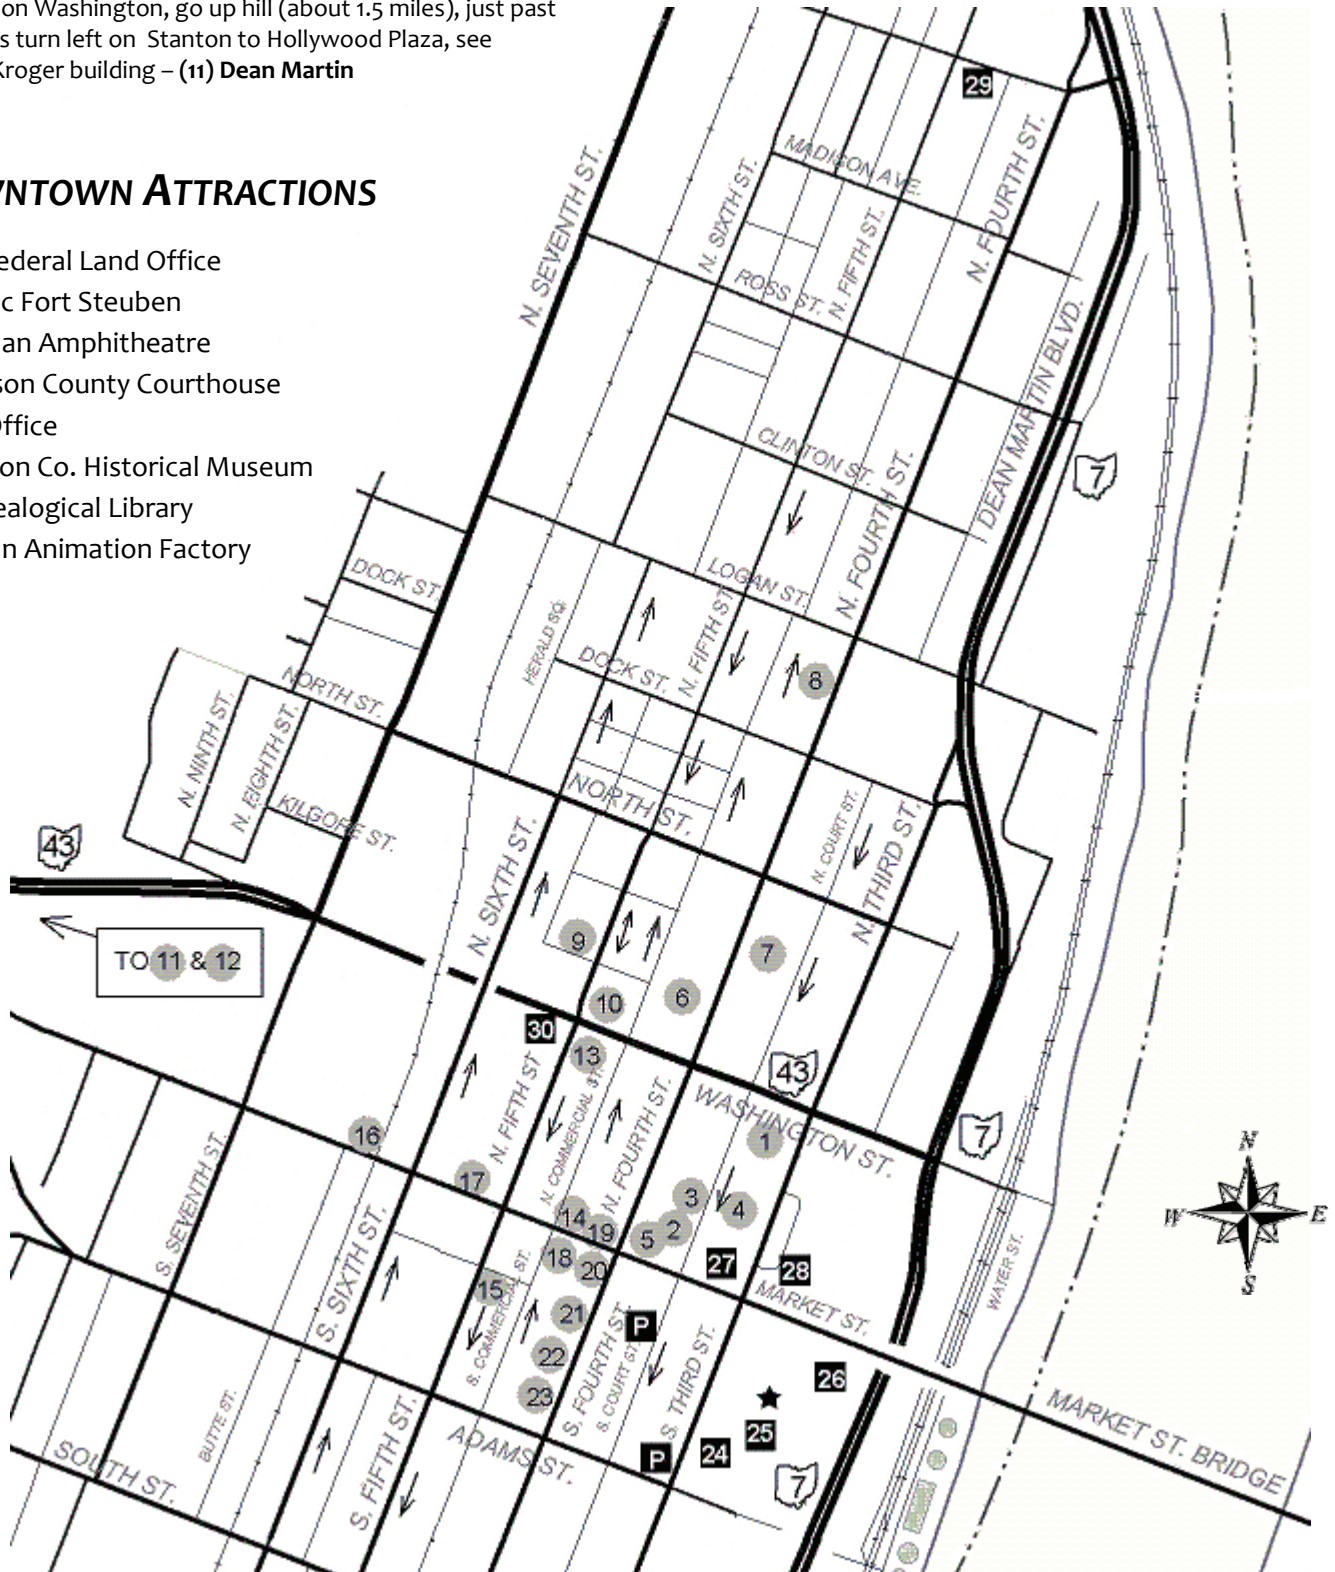 on Washington, go up hill (about 1.5 miles), just past
s turn left on Stanton to Hollywood Plaza, see
Kroger building – (11) Dean Martin
NTOWN ATTRACTIONS
ederal Land Office
c Fort Steuben
an Amphitheatre
son County Courthouse
ffice
on Co. Historical Museum
ealogical Library
n Animation Factory
29
MADISON AVE.
N. SEVENTH ST.
N. SIXTH ST.
N. FIFTH ST.
N. FOURTH ST.
ROSS ST.
DEAN MARTIN BLVD.
7
CLINTON ST.
N. FOURTH ST.
LOGAN ST.
DOCK ST.
HERALD SQ.
DOCK ST.
N. FIFTH ST.
8
NORTH ST.
N. NINTH ST.
N. EIGHTH ST.
KILGORE ST.
NORTH ST.
N. COURT ST.
N. THIRD ST.
43
N. SIXTH ST.
TO 11 & 12
9
7
10
6
30
13
43
WASHINGTON ST.
N. FIFTH ST
N. COMMERCIAL ST.
N. FOURTH ST.
1
7
16
17
3
4
14
19
5
2
N
W
E
S
S. SEVENTH ST.
S. SIXTH ST.
18
20
27
28
15
S. COMMERCIAL ST.
MARKET ST.
WATER ST.
21
P
22
S. FOURTH ST.
S. COURT ST.
S. THIRD ST.
23
26
25
24
P
7
BUTTE ST.
S. FIFTH ST.
ADAMS ST.
SOUTH ST.
MARKET ST. BRIDGE